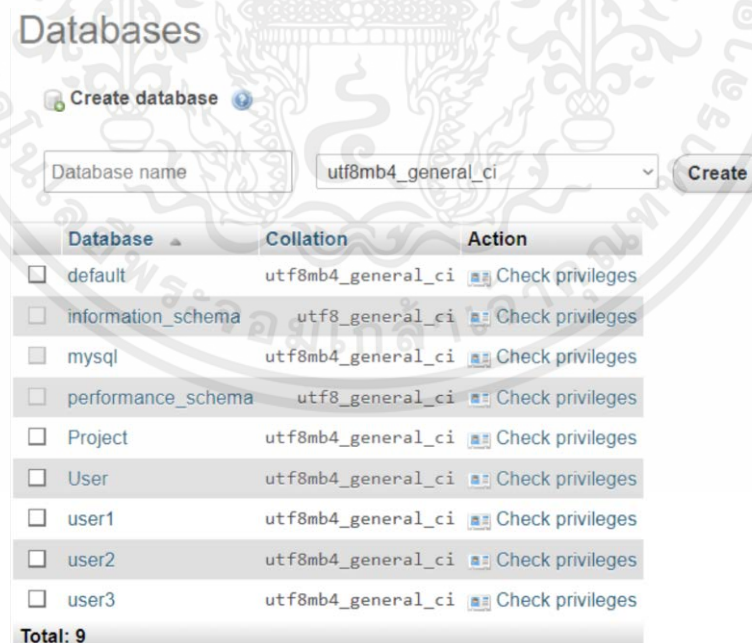 Databases
Create database
Database name utf8mb4_general_ci Create
Database Collation Action
default utf8mb4_general_ci Check privileges
information_schema utf8_general_ci Check privileges
mysql utf8mb4_general_ci Check privileges
performance_schema utf8_general_ci Check privileges
Project utf8mb4_general_ci Check privileges
User utf8mb4_general_ci Check privileges
user1 utf8mb4_general_ci Check privileges
user2 utf8mb4_general_ci Check privileges
user3 utf8mb4_general_ci Check privileges
Total: 9